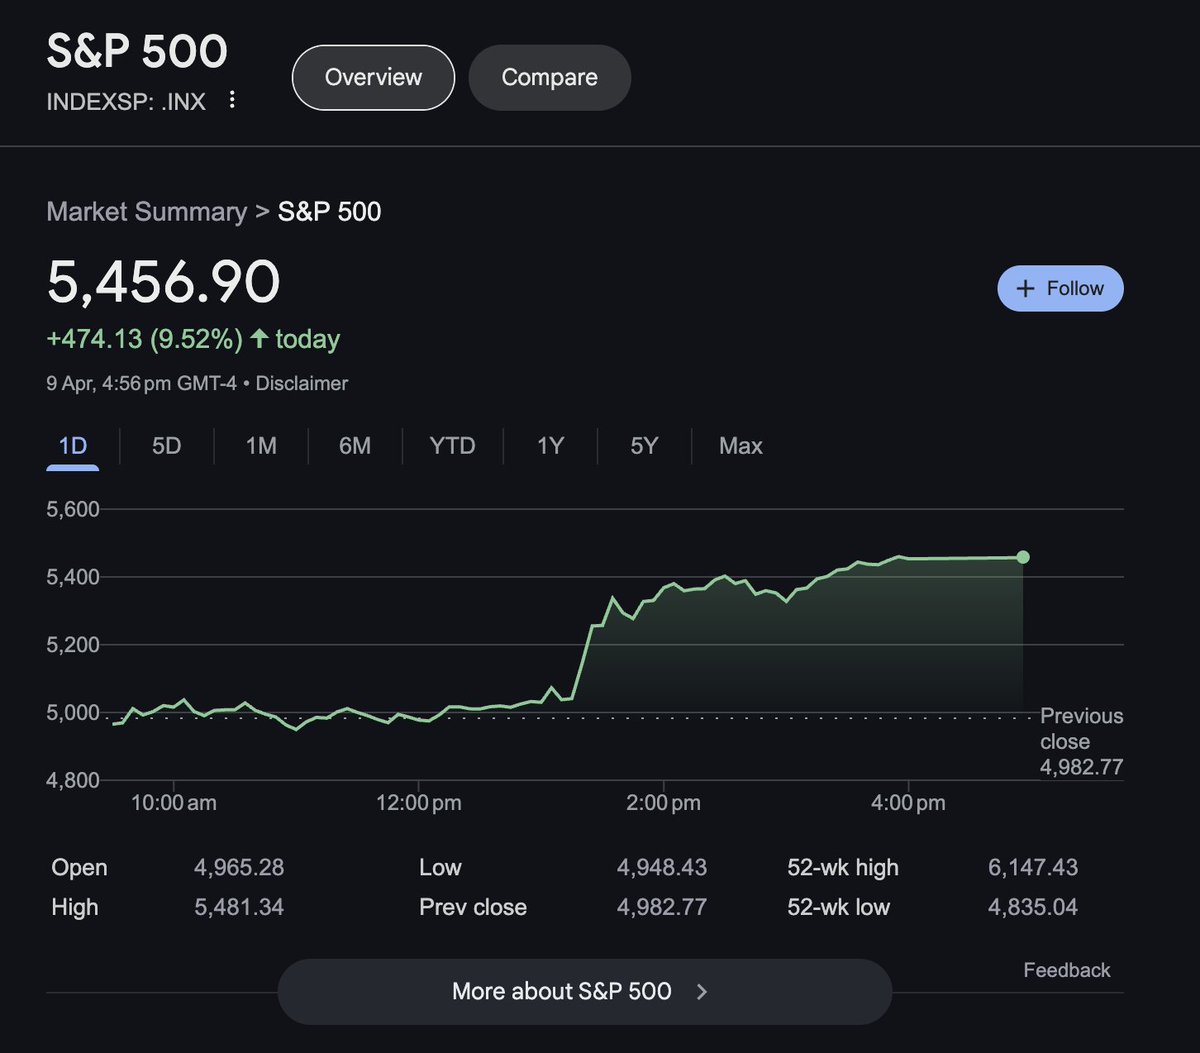 S&P 500
INDEXSP: .INX
Overview
Compare
Market Summary > S&P 500
5,456.90
+ Follow
+474.13 (9.52%) ↑ today
9 Apr, 4:56 pm GMT-4 • Disclaimer
1D 5D 1M 6M YTD 1Y 5Y Max
5,600
5,400
5,200
5,000
4,800
Previous
close
4,982.77
10:00 am 12:00 pm 2:00 pm 4:00 pm
Open 4,965.28 Low 4,948.43 52-wk high 6,147.43
High 5,481.34 Prev close 4,982.77 52-wk low 4,835.04
Feedback
More about S&P 500 >